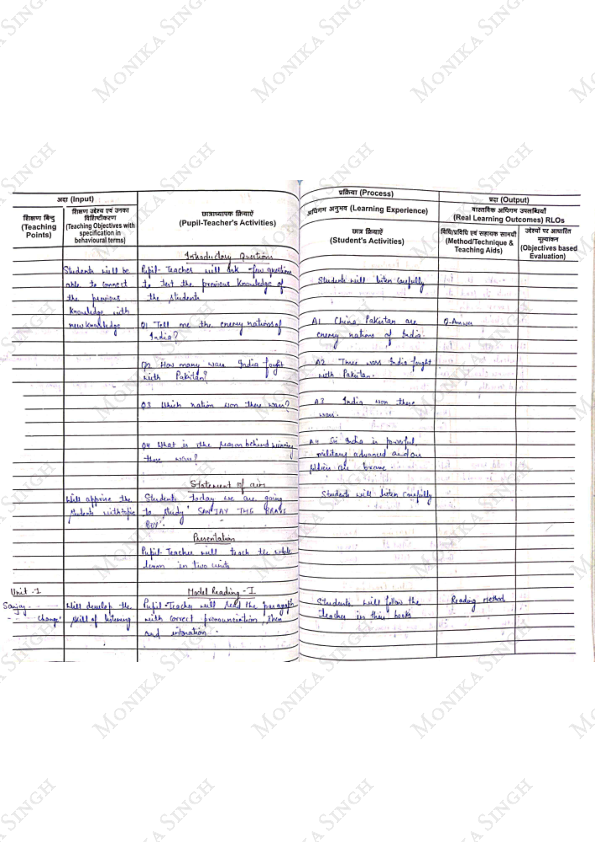 MONIKA SINGH
अदा (Input)
प्रक्रिया (Process)
प्रदा (Output)
शिक्षण बिन्दु
(Teaching
Points)
शिक्षण उद्देश्य एवं उनका
विशिष्टीकरण
(Teaching Objectives with
specification in
behavioural terms)
छात्राध्यापक क्रियाएँ
(Pupil-Teacher's Activities)
अधिगम अनुभव (Learning Experience)
वास्तविक अधिगम उपलब्धियाँ
(Real Learning Outcomes) RLOs
छात्र क्रियाएँ
(Student's Activities)
विधि/प्रविधि एवं सहायक सामग्री
(Method/Technique &
Teaching Aids)
उद्देश्यों पर आधारित
मूल्यांकन
(Objectives based
Evaluation)
Introductory Questions
Students will be
able to connect
the previous
knowledge with
new knowledge
Pupil-Teacher will ask few question
to test the previous knowledge of
the students
Students will listen carefully
Q1 Tell me the enemy nations of
India?
A1 China, Pakistan are
enemy nations of India.
Q. Answer
Q2 How many wars India fought
with Pakistan?
A2 Three wars India fought
with Pakistan.
Q3 Which nation won these wars?
A3 India won these
wars.
Q4 What is the reason behind winning
these wars?
A4 Sir India is powerful,
military advanced and
are brave
Statement of aim
Will apprise the
students with topic
Students today we are going
to study 'SANJAY THE BRAVE
BOY'.
Students will listen carefully
Presentation
Pupil-Teacher will teach the whole
lesson in two units
Unit-1
Sanjay
change
Model Reading-I
Will develop the
skill of listening
Pupil-Teacher will read the paragraph
with correct pronunciation,
and intonation.
Students will follow the
teacher in their books
Reading Method